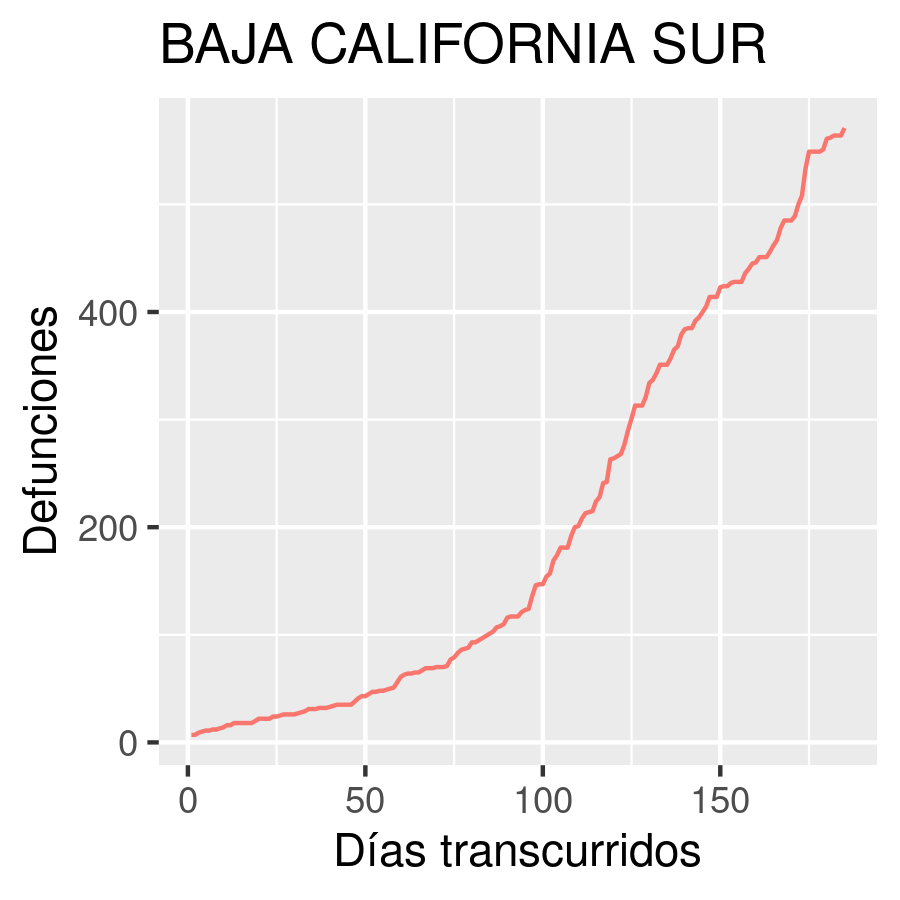 BAJA CALIFORNIA SUR
Defunciones
400
200
0
0 50 100 150
Días transcurridos